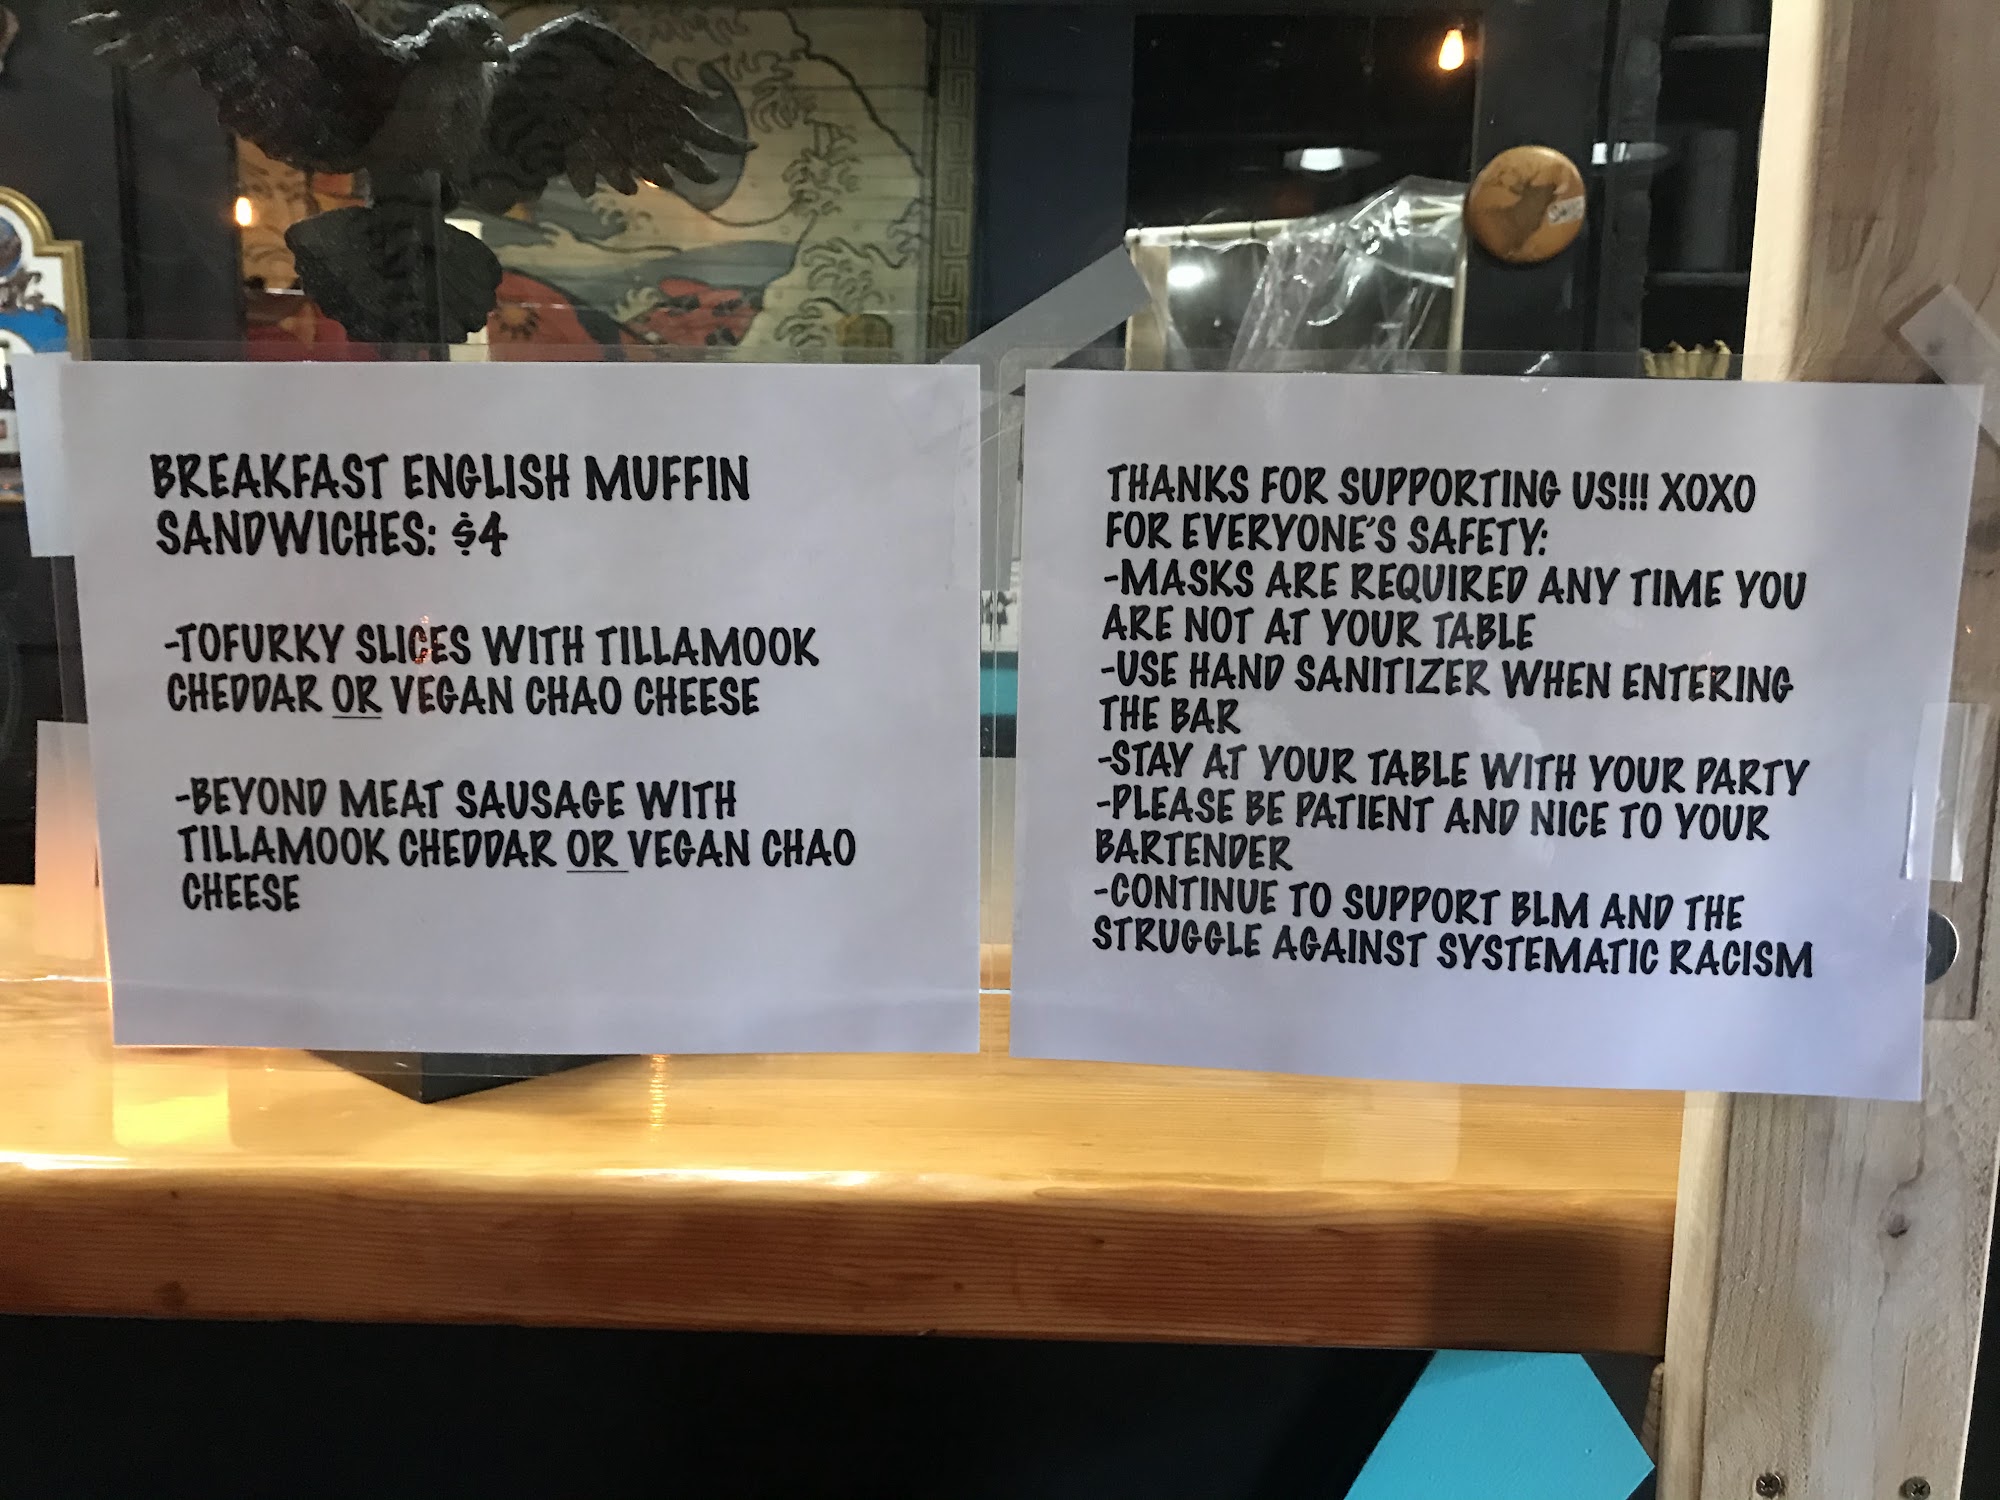 BREAKFAST ENGLISH MUFFIN
SANDWICHES: $4
-TOFURKY SLICES WITH TILLAMOOK
CHEDDAR OR VEGAN CHAO CHEESE
-BEYOND MEAT SAUSAGE WITH
TILLAMOOK CHEDDAR OR VEGAN CHAO
CHEESE
THANKS FOR SUPPORTING US!!! XOXO
FOR EVERYONE'S SAFETY:
-MASKS ARE REQUIRED ANY TIME YOU
ARE NOT AT YOUR TABLE
-USE HAND SANITIZER WHEN ENTERING
THE BAR
-STAY AT YOUR TABLE WITH YOUR PARTY
-PLEASE BE PATIENT AND NICE TO YOUR
BARTENDER
-CONTINUE TO SUPPORT BLM AND THE
STRUGGLE AGAINST SYSTEMATIC RACISM